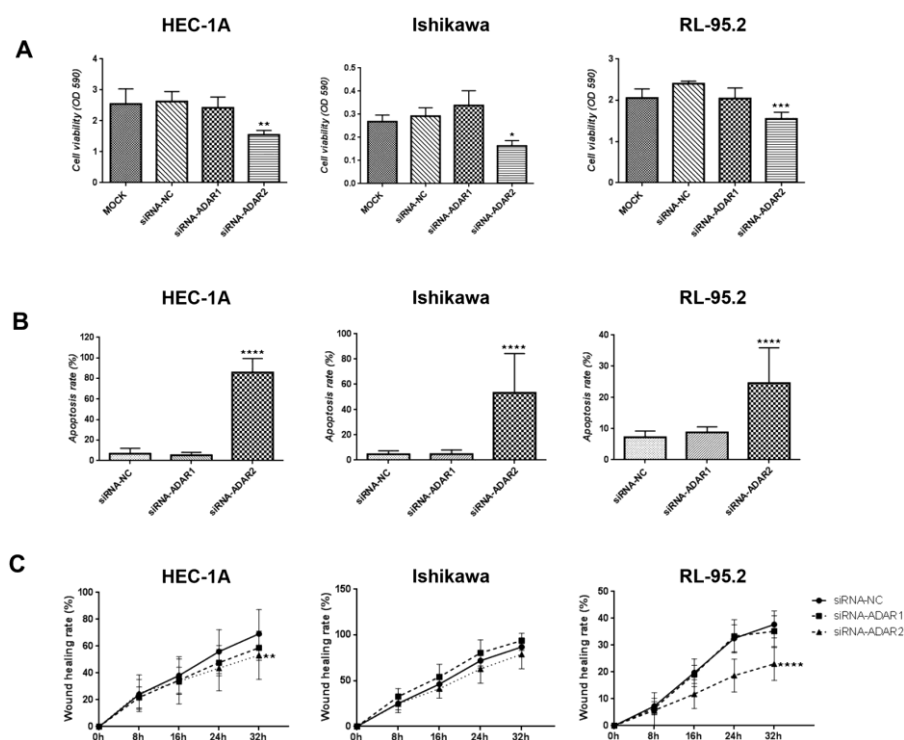 HEC-1A Ishikawa RL-95.2
A
Cell viability (OD 590)
4
3
2
1
0
MOCK siRNA-NC siRNA-ADAR1 siRNA-ADAR2
**
Cell viability (OD 590)
0.5
0.4
0.3
0.2
0.1
0.0
MOCK siRNA-NC siRNA-ADAR1 siRNA-ADAR2
*
Cell viability (OD 590)
3
2
1
0
MOCK siRNA-NC siRNA-ADAR1 siRNA-ADAR2
***
HEC-1A Ishikawa RL-95.2
B
Apoptosis rate (%)
120
100
80
60
40
20
0
siRNA-NC siRNA-ADAR1 siRNA-ADAR2
****
Apoptosis rate (%)
100
80
60
40
20
0
siRNA-NC siRNA-ADAR1 siRNA-ADAR2
****
Apoptosis rate (%)
40
30
20
10
0
siRNA-NC siRNA-ADAR1 siRNA-ADAR2
****
C
HEC-1A Ishikawa RL-95.2
Wound healing rate (%)
100
80
60
40
20
0
0h 8h 16h 24h 32h
**
Wound healing rate (%)
150
100
50
0
0h 8h 16h 24h 32h
Wound healing rate (%)
50
40
30
20
10
0
0h 8h 16h 24h 32h
****
siRNA-NC
siRNA-ADAR1
siRNA-ADAR2